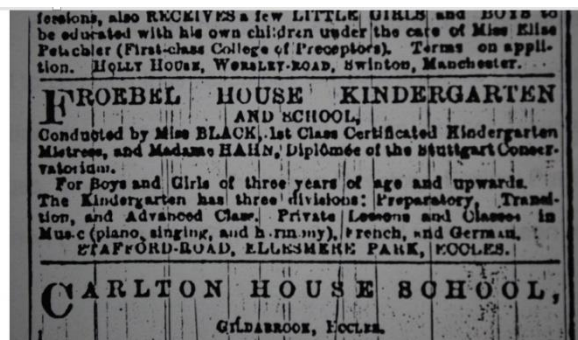 fessions, also RECEIVES a few LITTLE GIRLS and BOYS to
be educated with his own children under the care of Miss Elise
Petschler (First-class College of Preceptors). Terms on appli-
tion. HOLLY HOUSE, WORSLEY-ROAD, Swinton, Manchester.
FROEBEL HOUSE KINDERGARTEN
AND SCHOOL,
Conducted by Miss BLACK, 1st Class Certificated Kindergarten
Mistress, and Madame HAHN, Diplômée of the Stuttgart Conser-
vatorium.
For Boys and Girls of three years of age and upwards.
The Kindergarten has three divisions: Preparatory, Transi-
tion, and Advanced Class. Private Lessons and Classes in
Music (piano, singing, and harmony), French, and German.
STAFFORD-ROAD, ELLESMERE PARK, ECCLES.
CARLTON HOUSE SCHOOL,
GILDABROOK, ECCLES.